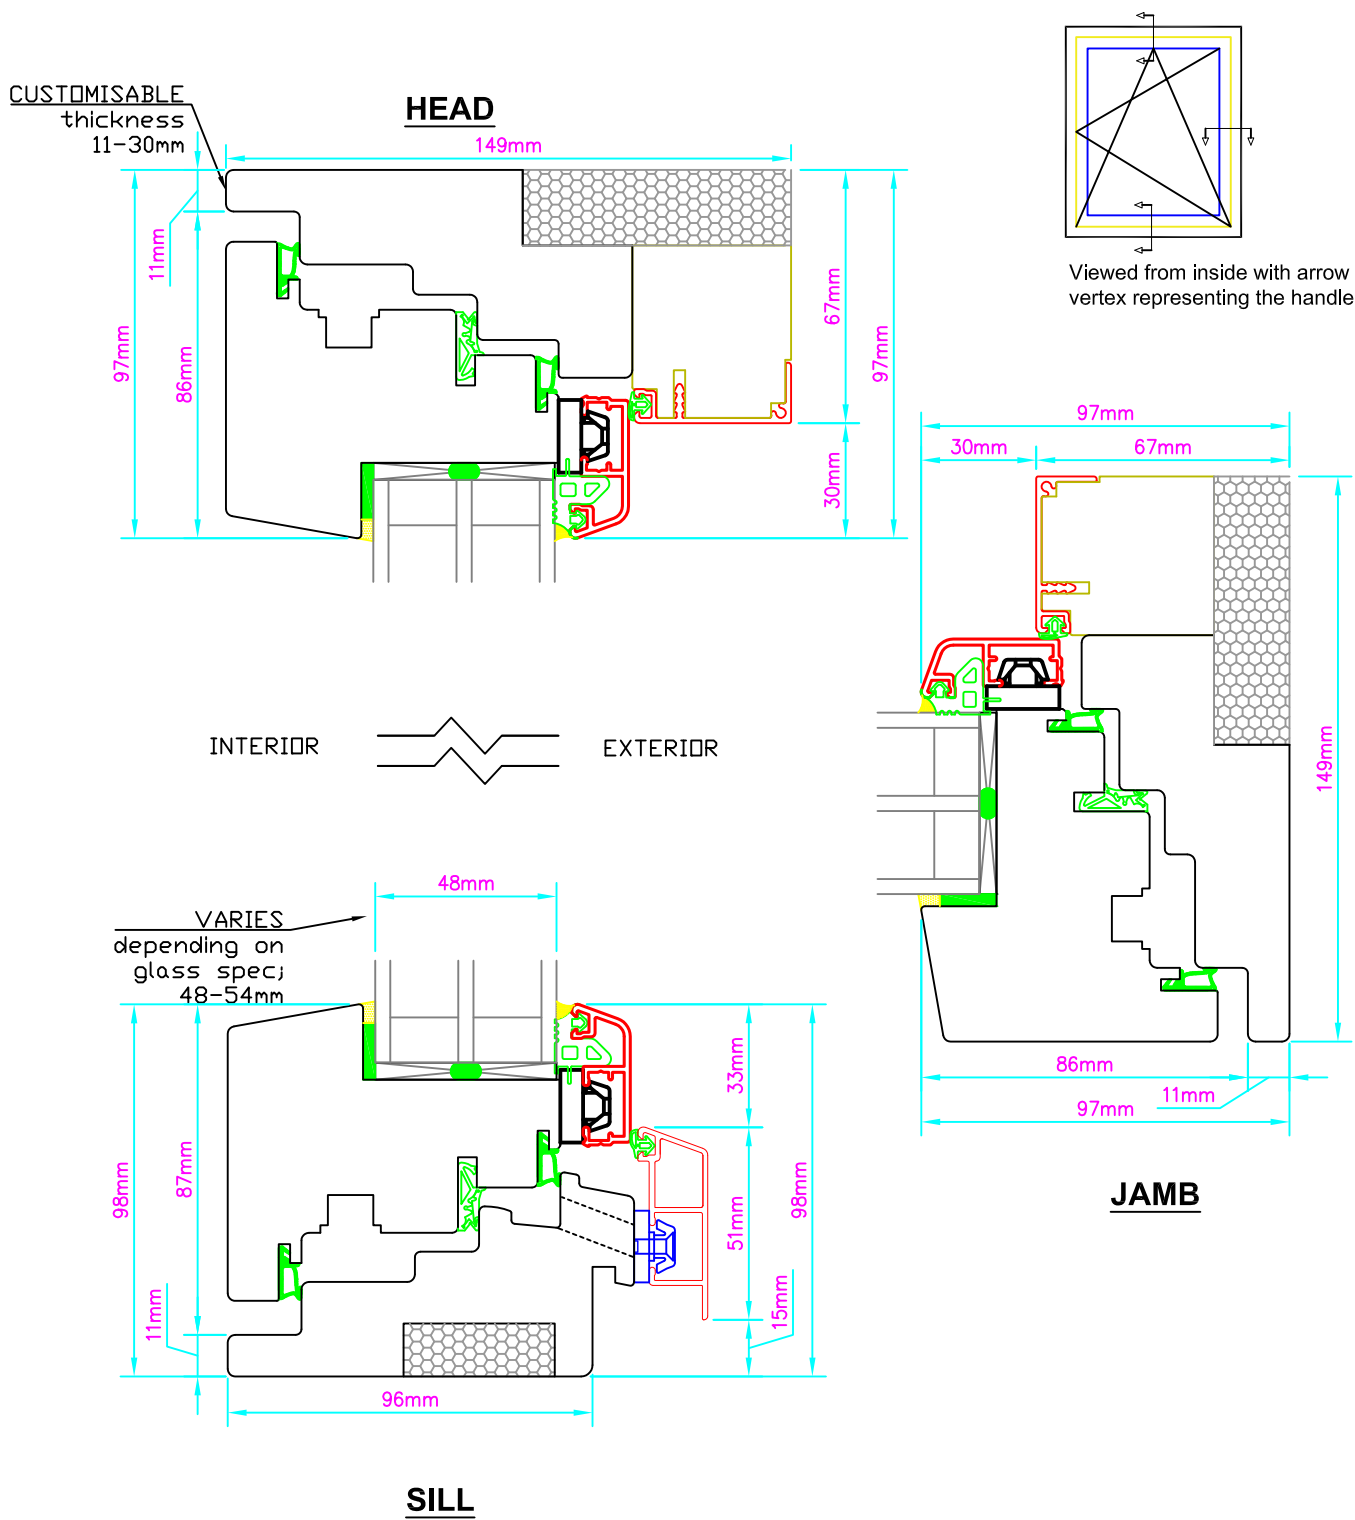 CUSTOMISABLE
thickness
11-30mm
HEAD
149mm
11mm
97mm
86mm
67mm
97mm
30mm
Viewed from inside with arrow
vertex representing the handle
97mm
30mm
67mm
149mm
86mm
11mm
97mm
JAMB
INTERIOR
EXTERIOR
48mm
VARIES
depending on
glass spec;
48-54mm
33mm
98mm
87mm
51mm
98mm
11mm
15mm
96mm
SILL